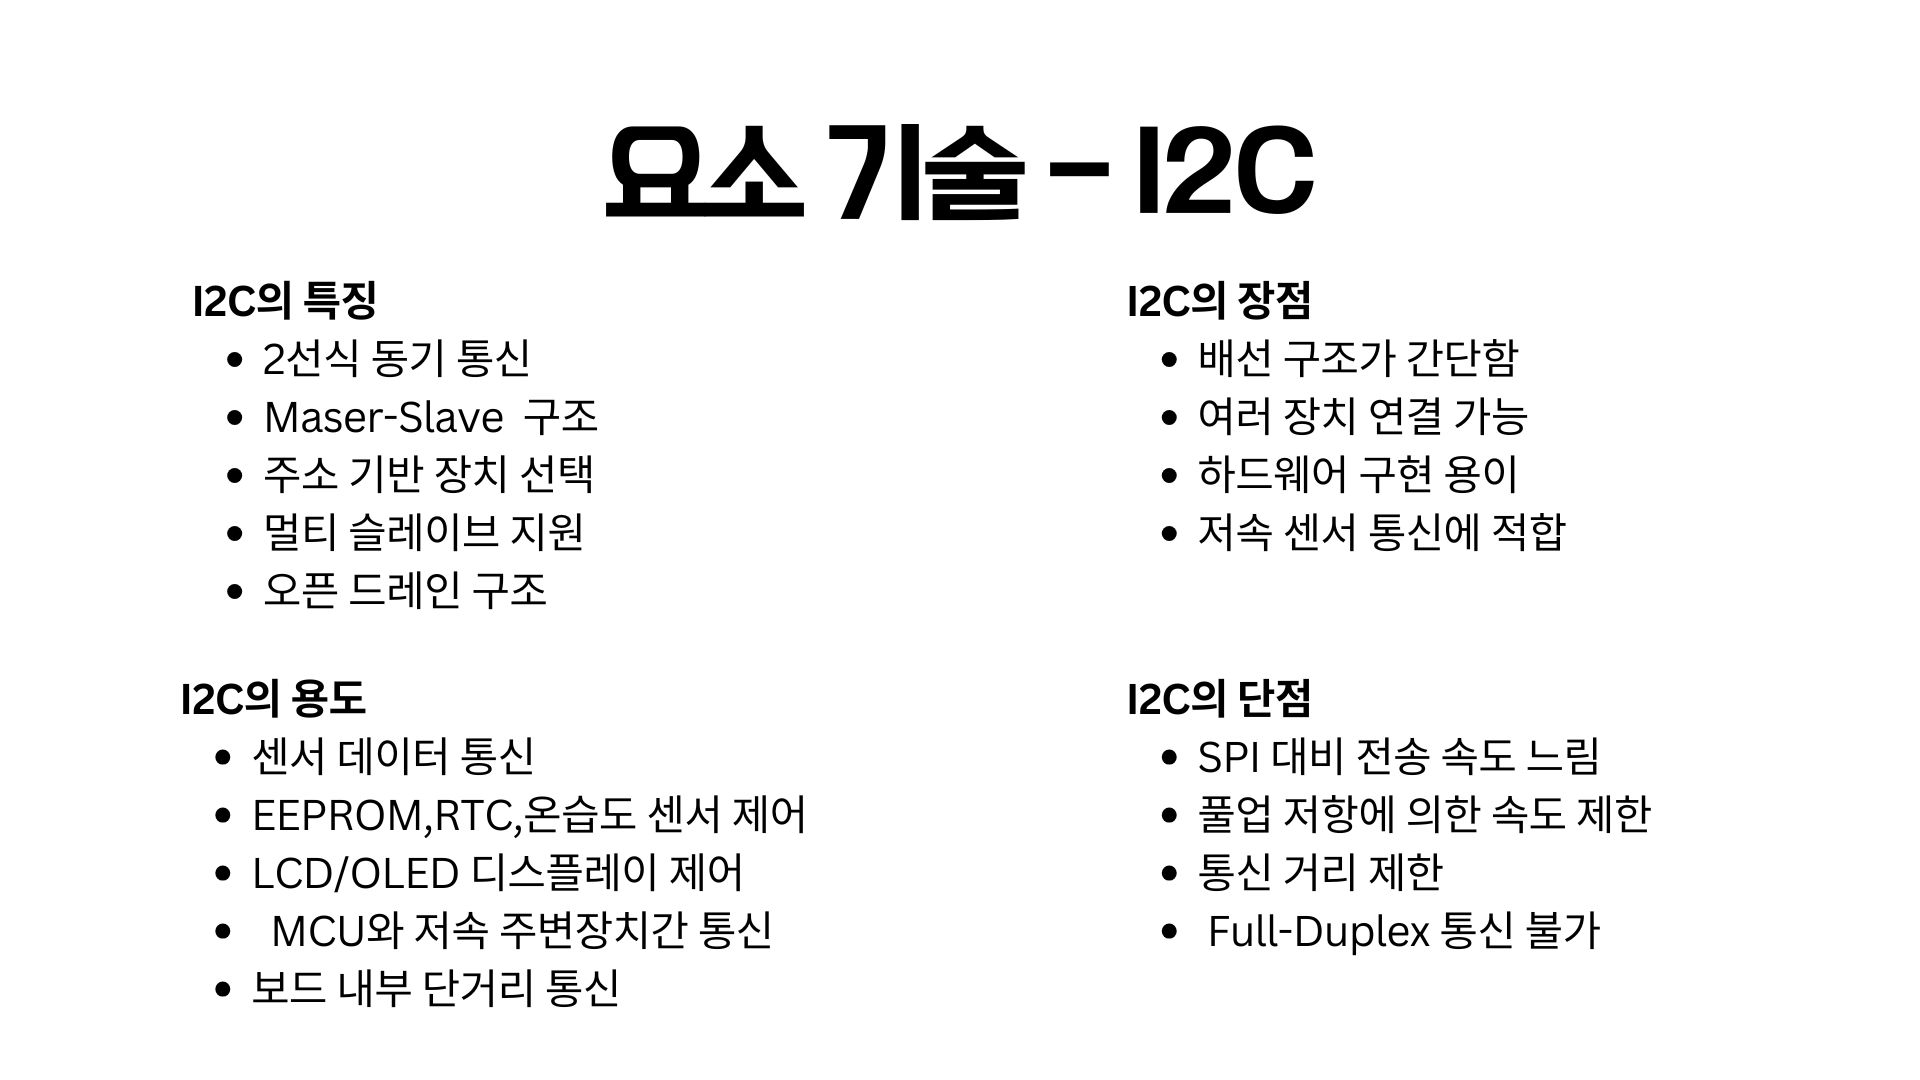 요소 기술 - I2C
I2C의 특징
• 2선식 동기 통신
• Maser-Slave  구조
• 주소 기반 장치 선택
• 멀티 슬레이브 지원
• 오픈 드레인 구조
I2C의 장점
• 배선 구조가 간단함
• 여러 장치 연결 가능
• 하드웨어 구현 용이
• 저속 센서 통신에 적합
I2C의 용도
• 센서 데이터 통신
• EEPROM,RTC,온습도 센서 제어
• LCD/OLED 디스플레이 제어
• MCU와 저속 주변장치간 통신
• 보드 내부 단거리 통신
I2C의 단점
• SPI 대비 전송 속도 느림
• 풀업 저항에 의한 속도 제한
• 통신 거리 제한
• Full-Duplex 통신 불가